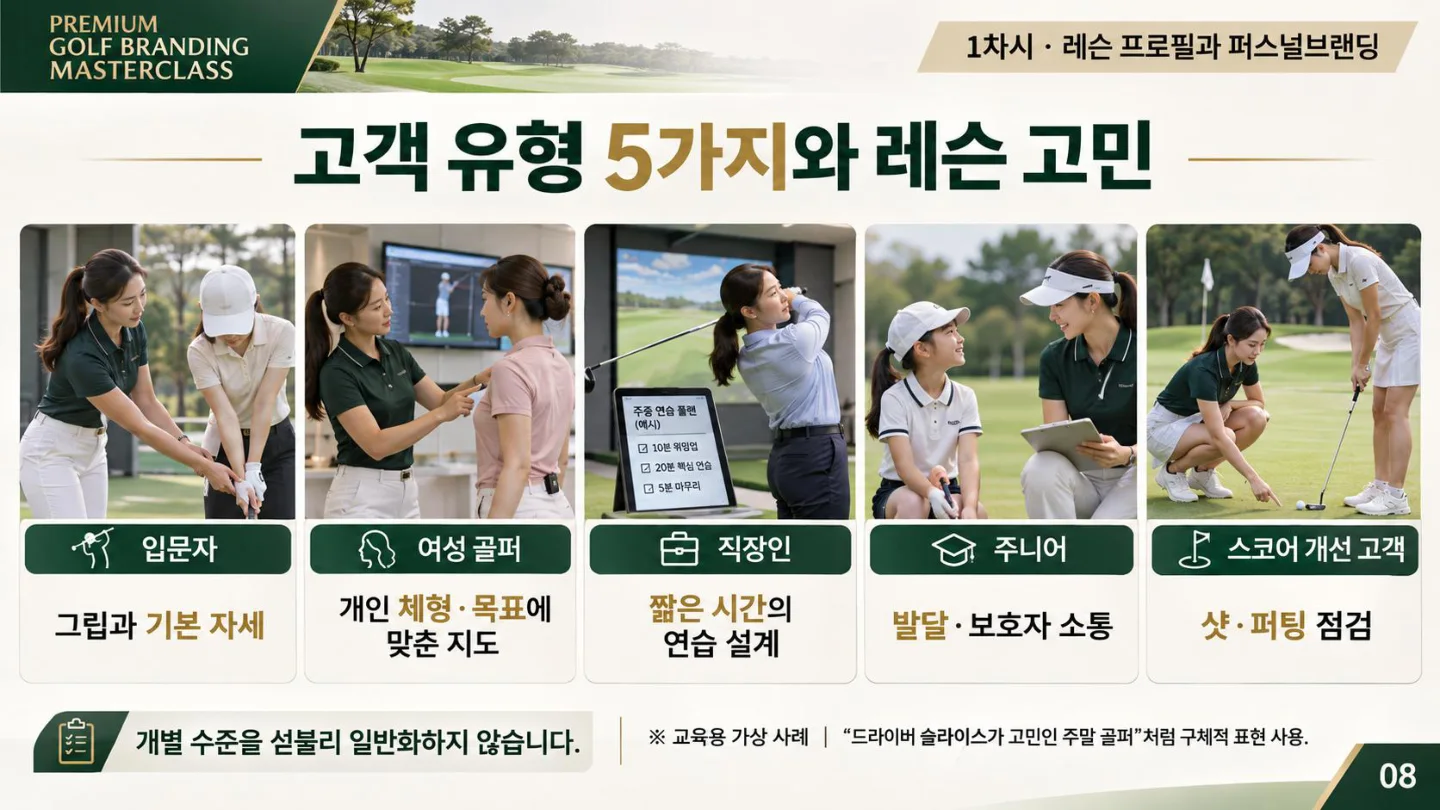 PREMIUM
GOLF BRANDING
MASTERCLASS
1차시 · 레슨 프로필과 퍼스널브랜딩
고객 유형 5가지와 레슨 고민
주중 연습 플랜
(예시)
10분 워밍업
20분 핵심 연습
5분 마무리
입문자
그립과 기본 자세
여성 골퍼
개인 체형·목표에
맞춘 지도
직장인
짧은 시간의
연습 설계
주니어
발달·보호자 소통
스코어 개선 고객
샷·퍼팅 점검
개별 수준을 섣불리 일반화하지 않습니다.
※ 교육용 가상 사례 | “드라이버 슬라이스가 고민인 주말 골퍼”처럼 구체적 표현 사용.
08